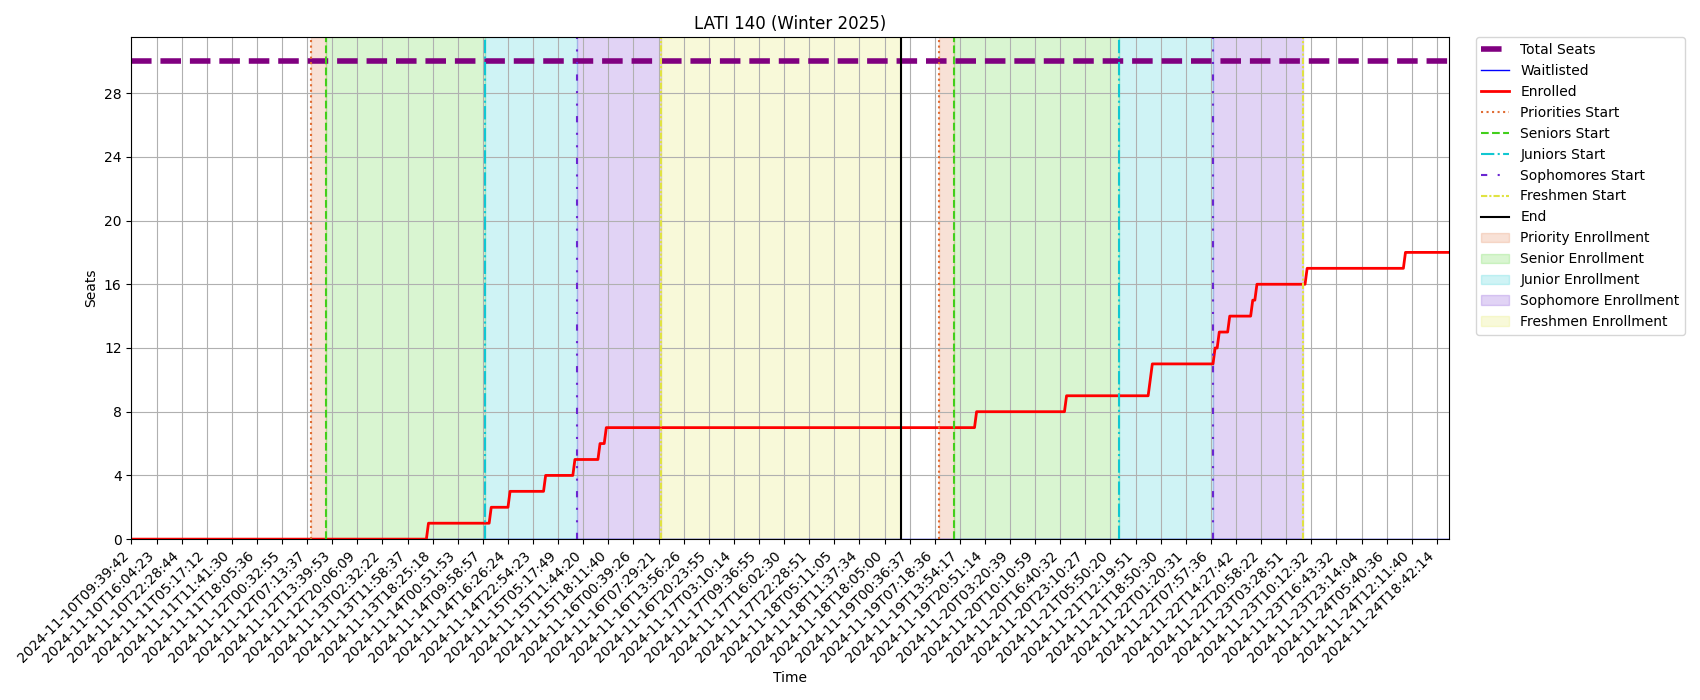 LATI 140 (Winter 2025)
Seats
28
24
20
16
12
8
4
0
2024-11-10T09:39:42
2024-11-10T16:04:23
2024-11-10T22:28:44
2024-11-11T05:17:12
2024-11-11T11:41:30
2024-11-11T18:05:36
2024-11-12T00:32:55
2024-11-12T07:13:37
2024-11-12T13:39:53
2024-11-12T20:06:09
2024-11-13T02:32:22
2024-11-13T11:58:37
2024-11-13T18:25:18
2024-11-14T00:51:53
2024-11-14T09:58:57
2024-11-14T16:26:24
2024-11-14T22:54:23
2024-11-15T05:17:49
2024-11-15T11:44:20
2024-11-15T18:11:40
2024-11-16T00:39:26
2024-11-16T07:29:21
2024-11-16T13:56:26
2024-11-16T20:23:55
2024-11-17T03:10:14
2024-11-17T09:36:55
2024-11-17T16:02:30
2024-11-17T22:28:51
2024-11-18T05:11:05
2024-11-18T11:37:34
2024-11-18T18:05:00
2024-11-19T00:36:37
2024-11-19T07:18:36
2024-11-19T13:54:17
2024-11-19T20:51:14
2024-11-20T03:20:39
2024-11-20T10:10:59
2024-11-20T16:40:32
2024-11-20T23:10:27
2024-11-21T05:50:20
2024-11-21T12:19:51
2024-11-21T18:50:30
2024-11-22T01:20:31
2024-11-22T07:57:36
2024-11-22T14:27:42
2024-11-22T20:58:22
2024-11-23T03:28:51
2024-11-23T10:12:32
2024-11-23T16:43:32
2024-11-23T23:14:04
2024-11-24T05:40:36
2024-11-24T12:11:40
2024-11-24T18:42:14
Time
Total Seats
Waitlisted
Enrolled
Priorities Start
Seniors Start
Juniors Start
Sophomores Start
Freshmen Start
End
Priority Enrollment
Senior Enrollment
Junior Enrollment
Sophomore Enrollment
Freshmen Enrollment